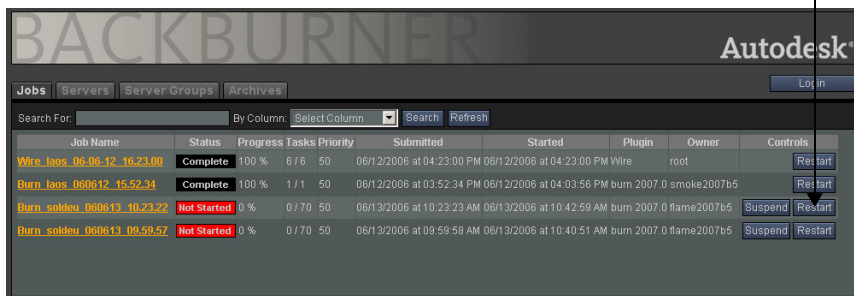 BACKBURNER
Autodesk
Login
Jobs Servers Server Groups Archives
Search For: By Column: Select Column Search Refresh
Job Name Status Progress Tasks Priority Submitted Started Plugin Owner Controls
Wire_laos_06-06-12_16.23.00 Complete 100 % 6 / 6 50 06/12/2006 at 04:23:00 PM 06/12/2006 at 04:23:00 PM Wire root Restart
Burn_laos_060612_15.52.34 Complete 100 % 1 / 1 50 06/12/2006 at 03:52:34 PM 06/12/2006 at 04:03:56 PM burn 2007.0 smoke2007b5 Restart
Burn_soldeu_060613_10.23.22 Not Started 0 % 0 / 70 50 06/13/2006 at 10:23:23 AM 06/13/2006 at 10:42:59 AM burn 2007.0 flame2007b5 Suspend Restart
Burn_soldeu_060613_09.59.57 Not Started 0 % 0 / 70 50 06/13/2006 at 09:59:58 AM 06/13/2006 at 10:40:51 AM burn 2007.0 flame2007b5 Suspend Restart